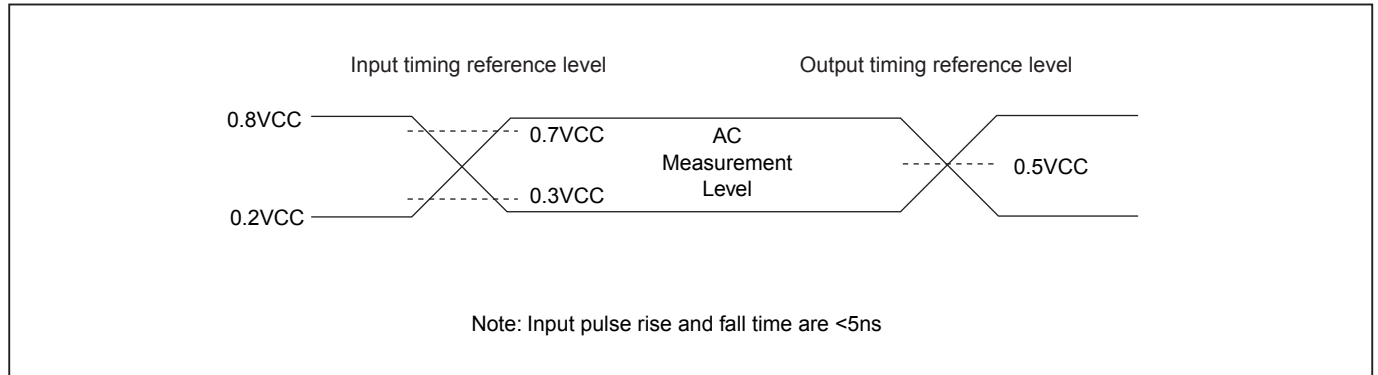 Input timing reference level
Output timing reference level
0.8VCC
0.7VCC
AC
Measurement
Level
0.5VCC
0.3VCC
0.2VCC
Note: Input pulse rise and fall time are <5ns